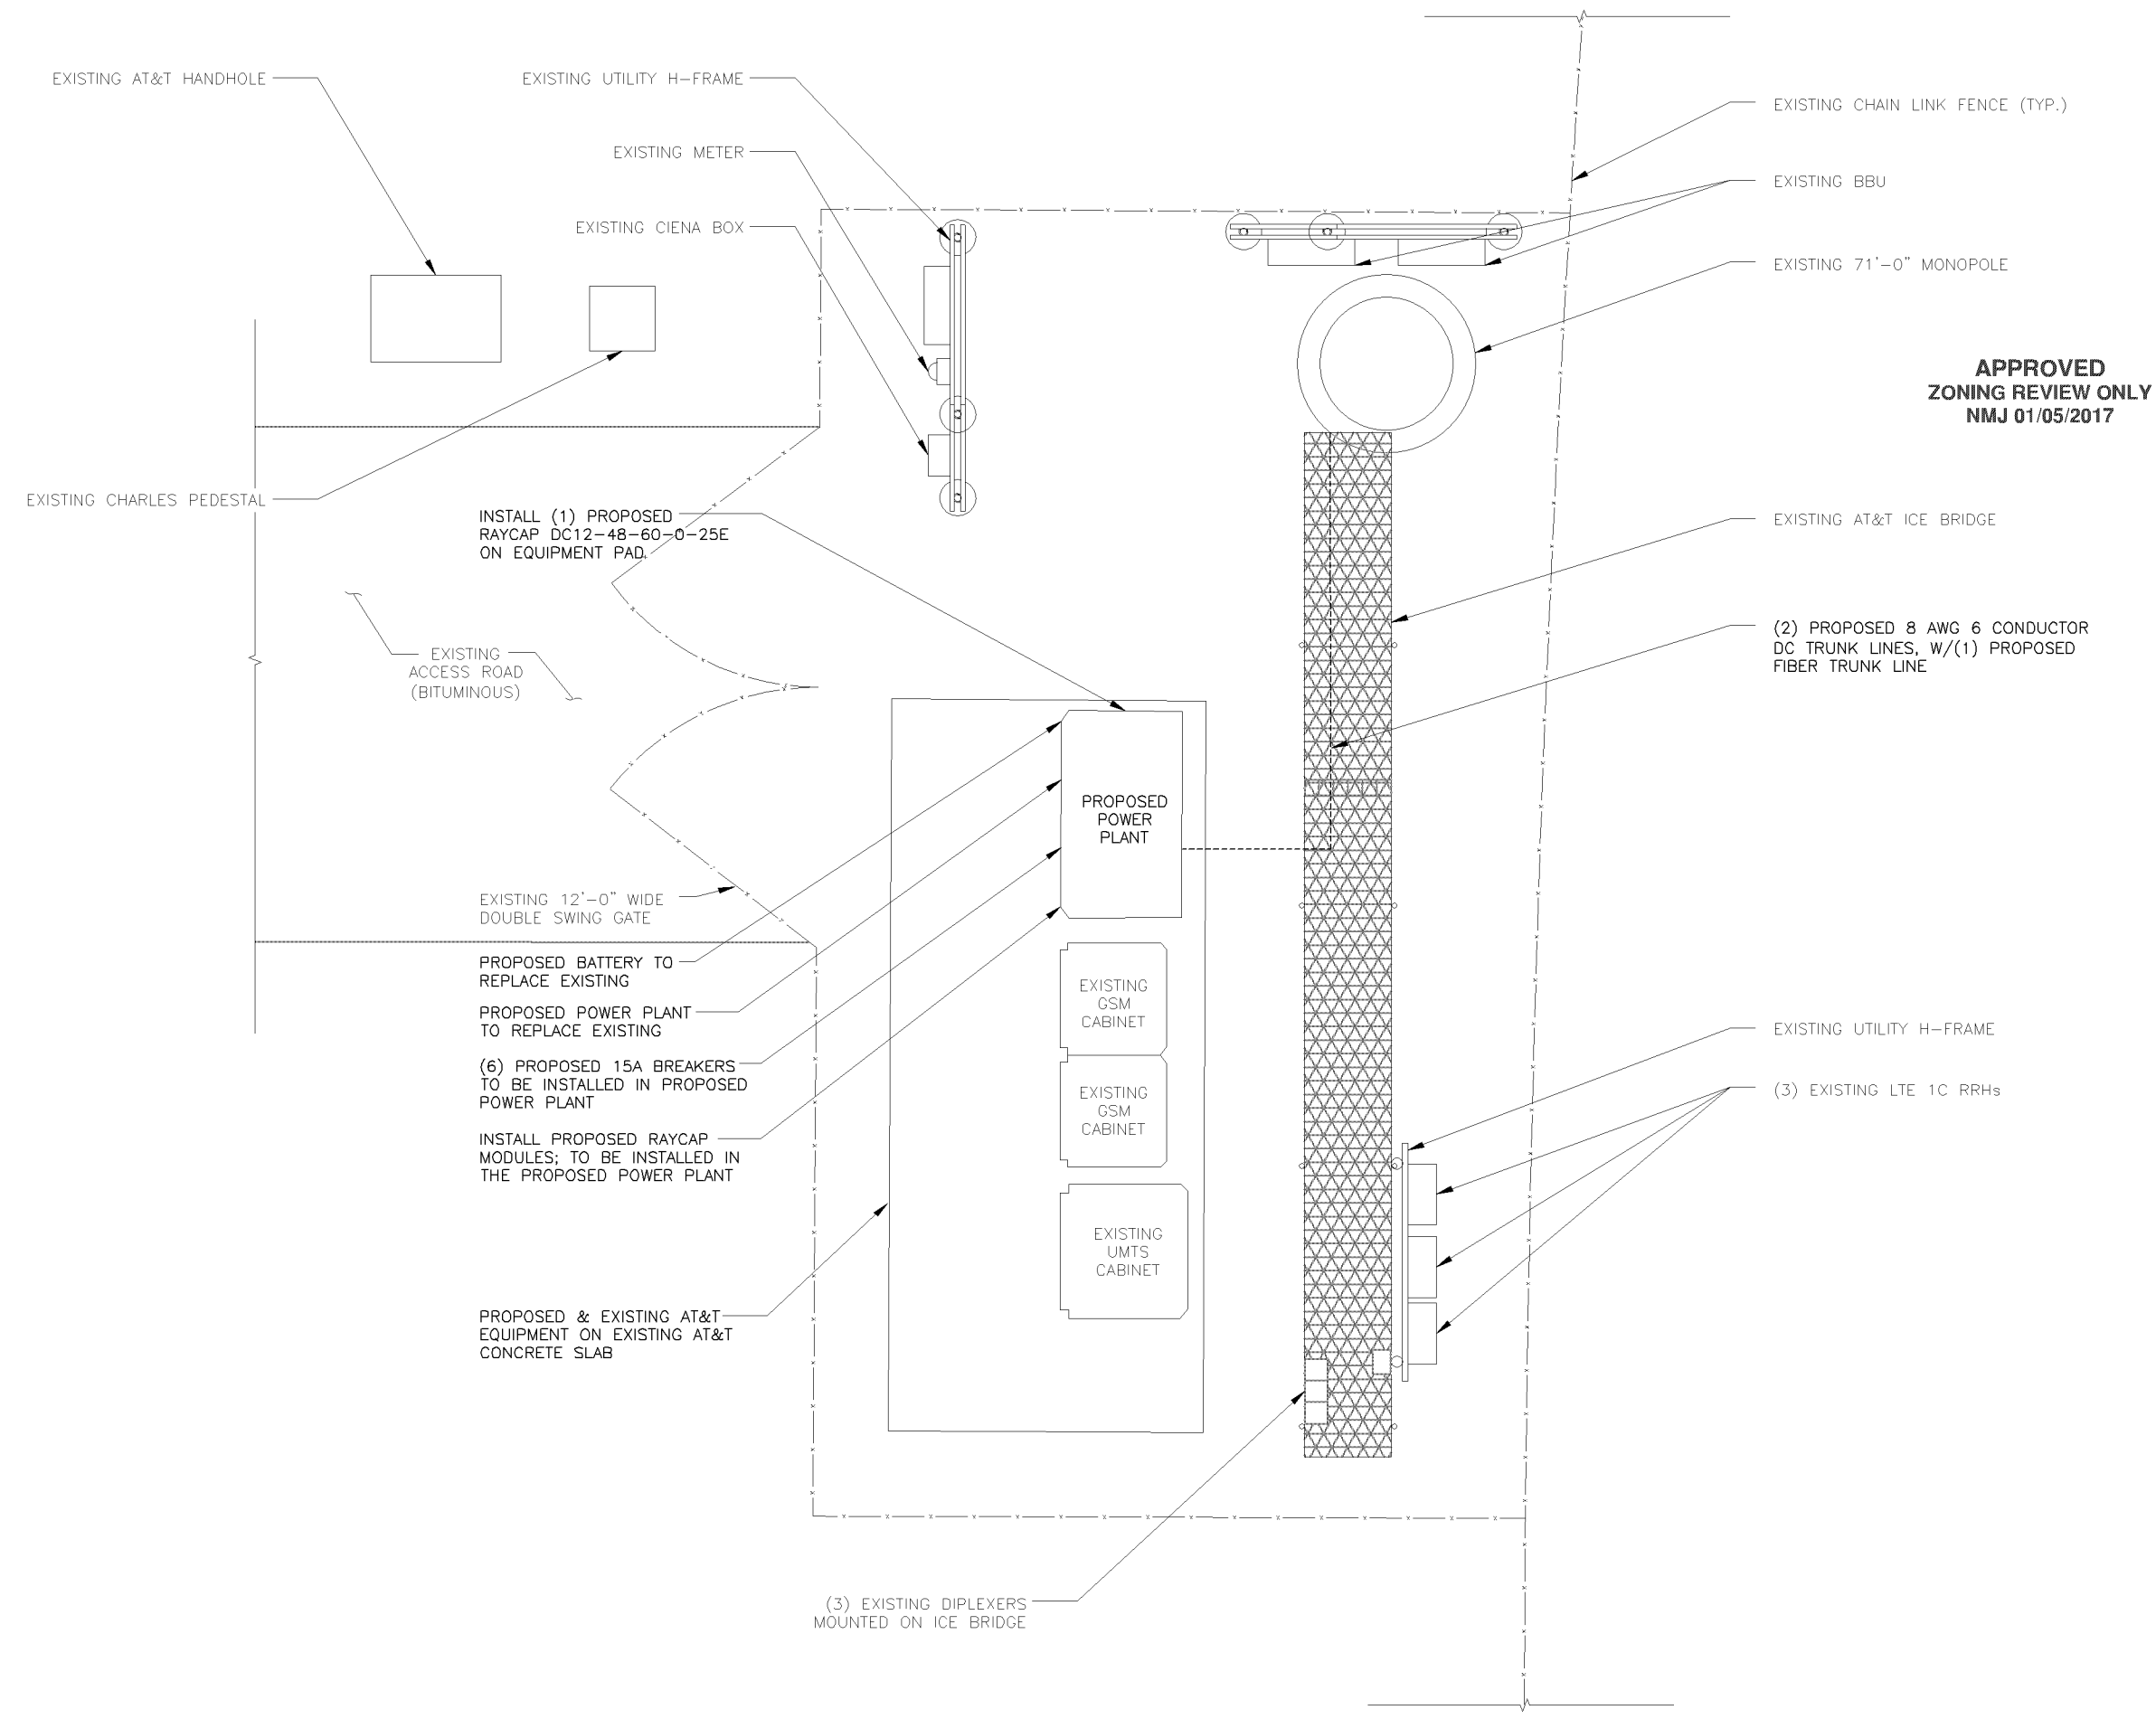 EXISTING AT&T HANDHOLE
EXISTING UTILITY H-FRAME
EXISTING METER
EXISTING CIENA BOX
EXISTING CHAIN LINK FENCE (TYP.)
EXISTING BBU
EXISTING 71'-0" MONOPOLE
APPROVED
ZONING REVIEW ONLY
NMJ 01/05/2017
EXISTING CHARLES PEDESTAL
INSTALL (1) PROPOSED
RAYCAP DC12-48-60-0-25E
ON EQUIPMENT PAD
EXISTING AT&T ICE BRIDGE
(2) PROPOSED 8 AWG 6 CONDUCTOR
DC TRUNK LINES, W/(1) PROPOSED
FIBER TRUNK LINE
EXISTING
ACCESS ROAD
(BITUMINOUS)
PROPOSED
POWER
PLANT
EXISTING 12'-0" WIDE
DOUBLE SWING GATE
PROPOSED BATTERY TO
REPLACE EXISTING
PROPOSED POWER PLANT
TO REPLACE EXISTING
(6) PROPOSED 15A BREAKERS
TO BE INSTALLED IN PROPOSED
POWER PLANT
INSTALL PROPOSED RAYCAP
MODULES; TO BE INSTALLED IN
THE PROPOSED POWER PLANT
EXISTING
GSM
CABINET
EXISTING
GSM
CABINET
EXISTING
UMTS
CABINET
EXISTING UTILITY H-FRAME
(3) EXISTING LTE 1C RRHs
PROPOSED & EXISTING AT&T
EQUIPMENT ON EXISTING AT&T
CONCRETE SLAB
(3) EXISTING DIPLEXERS
MOUNTED ON ICE BRIDGE